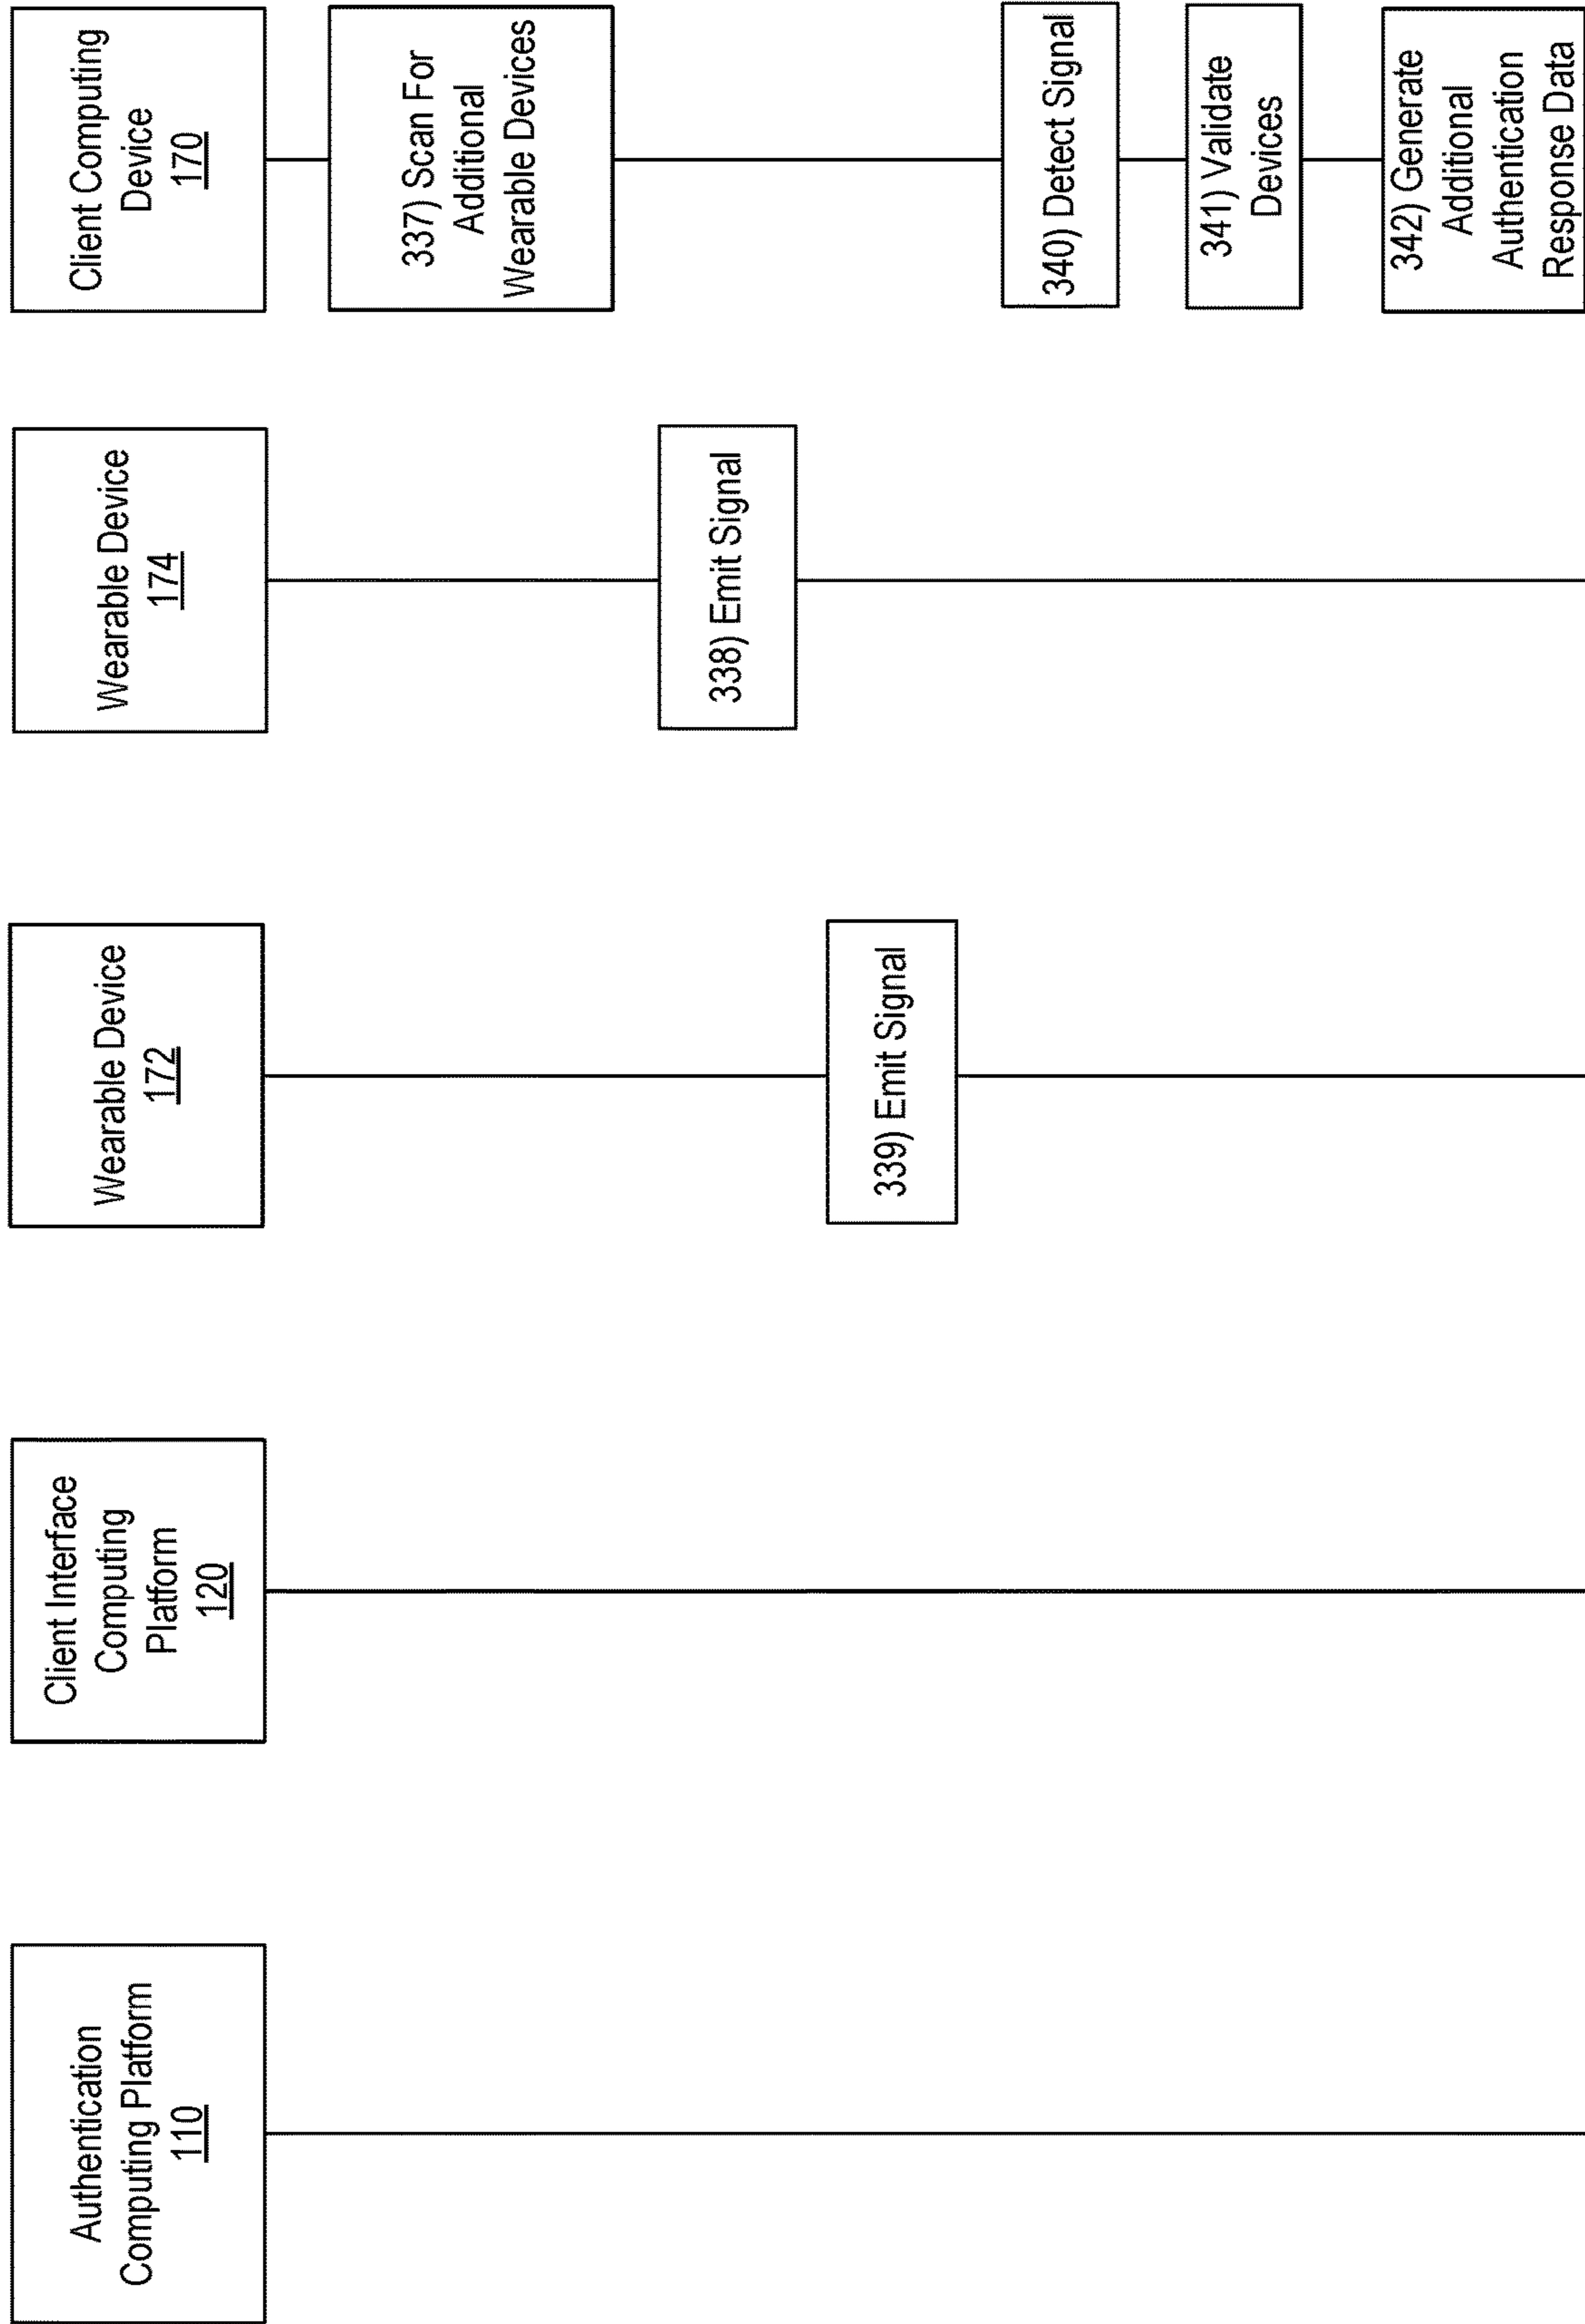 Authentication
Computing Platform
110
Client Interface
Computing
Platform
120
Wearable Device
172
Wearable Device
174
Client Computing
Device
170
337) Scan For
Additional
Wearable Devices
338) Emit Signal
339) Emit Signal
340) Detect Signal
341) Validate
Devices
342) Generate
Additional
Authentication
Response Data